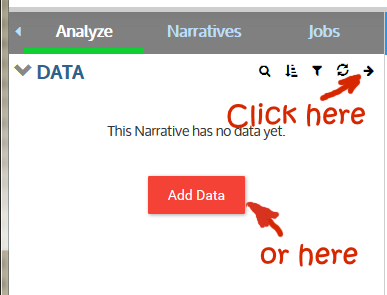 Analyze Narratives Jobs
DATA
Click here
This Narrative has no data yet.
Add Data
or here